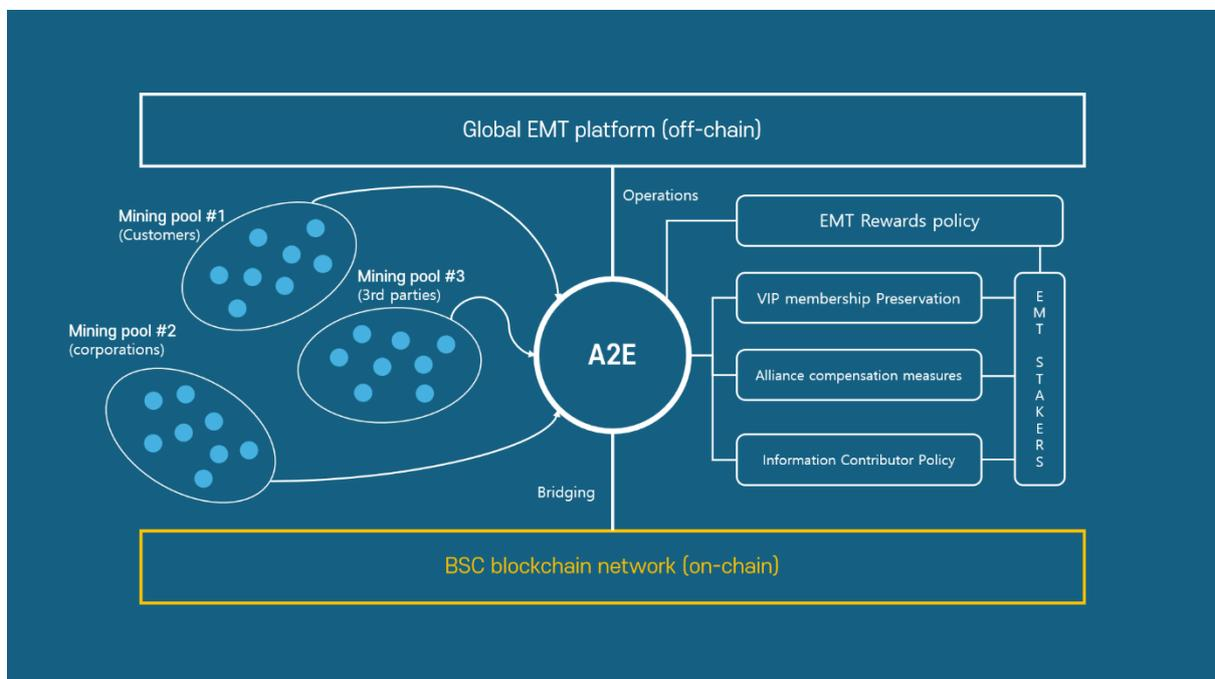 Global EMT platform (off-chain)
Operations
Mining pool #1
(Customers)
EMT Rewards policy
Mining pool #3
(3rd parties)
VIP membership Preservation
Mining pool #2
(corporations)
A2E
Alliance compensation measures
EMT STAKERS
Information Contributor Policy
Bridging
BSC blockchain network (on-chain)